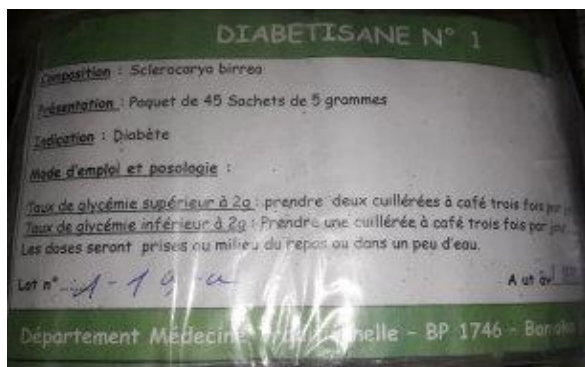 DIABETISANE N° 1
Composition : Sclerocarya birrea
Présentation : Paquet de 45 Sachets de 5 grammes
Indication : Diabète
Mode d'emploi et posologie :
Taux de glycémie supérieur à 2g : prendre deux cuillérées à café trois fois par
Taux de glycémie inférieur à 2g : Prendre une cuillérée à café trois fois par jour
Les doses seront prises au milieu du repas ou dans un peu d'eau.
Lot n° 1-19-a A ut av
Département Médecine - BP 1746 - Bamako